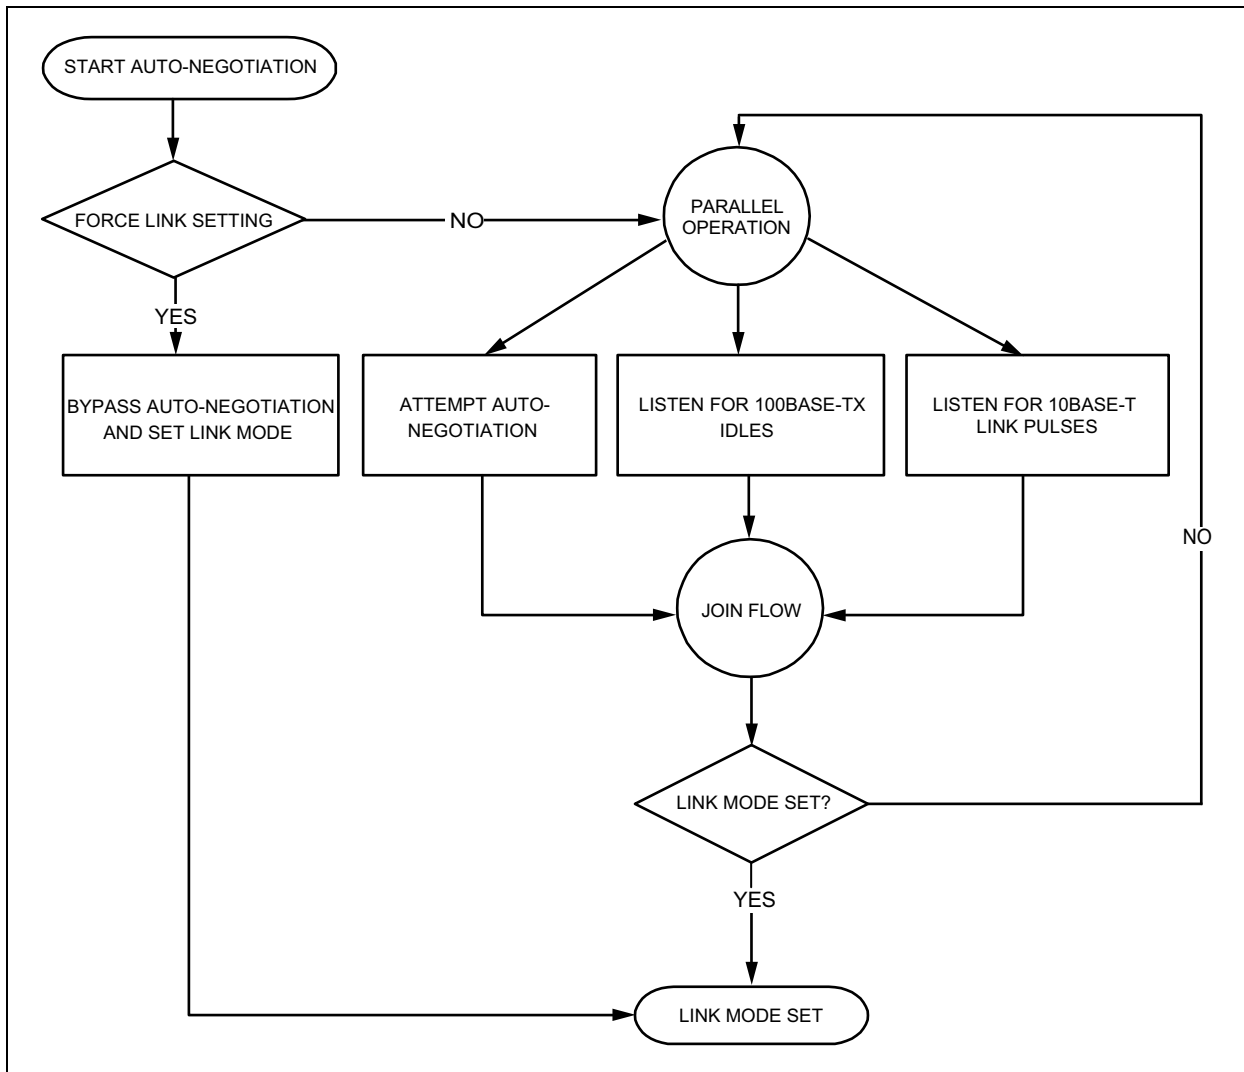 START AUTO-NEGOTIATION
FORCE LINK SETTING
NO
PARALLEL
OPERATION
YES
BYPASS AUTO-NEGOTIATION
AND SET LINK MODE
ATTEMPT AUTO-
NEGOTIATION
LISTEN FOR 100BASE-TX
IDLES
LISTEN FOR 10BASE-T
LINK PULSES
NO
JOIN FLOW
LINK MODE SET?
YES
LINK MODE SET